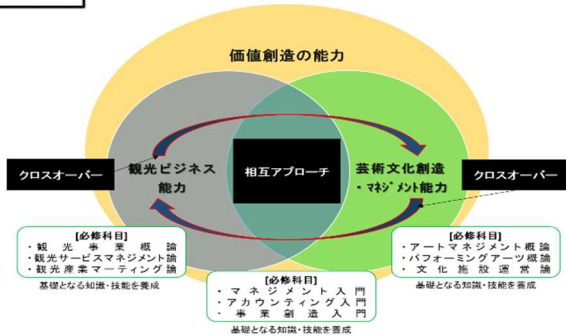 価値創造の能力
クロスオーバー
観光ビジネス
能力
相互アプローチ
芸術文化創造
・マネジメント能力
クロスオーバー
[必修科目]
・観光事業概論
・観光サービスマネジメント論
・観光産業マーティング論
基礎となる知識・技能を養成
[必修科目]
・マネジメント入門
・アカウンティング入門
・事業創造入門
基礎となる知識・技能を養成
[必修科目]
・アートマネジメント概論
・パフォーミングアーツ概論
・文化施設運営論
基礎となる知識・技能を養成